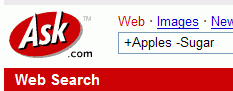 Ask
.com
Web · Images · New
+Apples -Sugar
Web Search